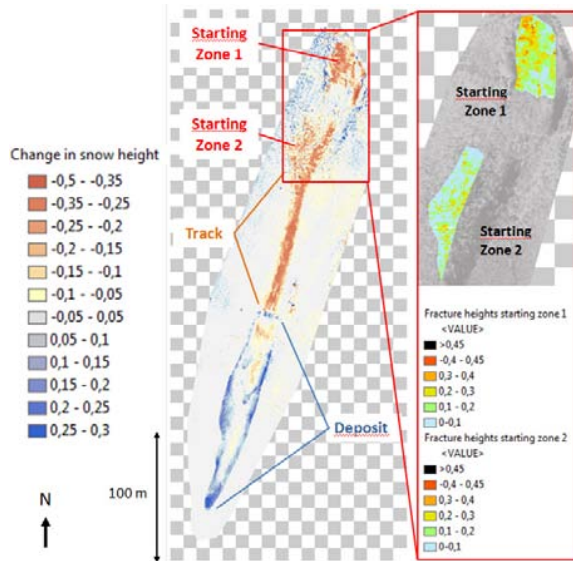 Starting
Zone 1
Starting
Zone 2
Change in snow height
-0,5 - -0,35
-0,35 - -0,25
-0,25 - -0,2
-0,2 - -0,15
-0,15 - -0,1
-0,1 - -0,05
-0,05 - 0,05
0,05 - 0,1
0,1 - 0,15
0,15 - 0,2
0,2 - 0,25
0,25 - 0,3
Track
Deposit
100 m
N
Starting
Zone 1
Starting
Zone 2
Fracture heights starting zone 1
<VALUE>
>0,45
-0,4 - 0,45
0,3 - 0,4
0,2 - 0,3
0,1 - 0,2
0-0,1
Fracture heights starting zone 2
<VALUE>
>0,45
-0,4 - 0,45
0,3 - 0,4
0,2 - 0,3
0,1 - 0,2
0-0,1